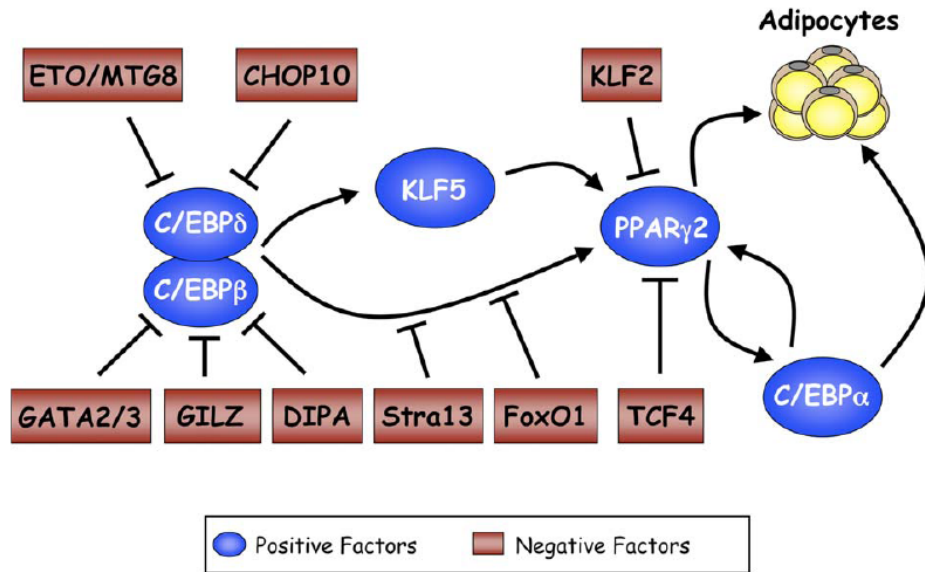 Adipocytes
ETO/MTG8
CHOP10
KLF2
KLF5
C/EBPδ
PPARγ2
C/EBPβ
C/EBPα
GATA2/3
GILZ
DIPA
Stra13
FoxO1
TCF4
Positive Factors
Negative Factors